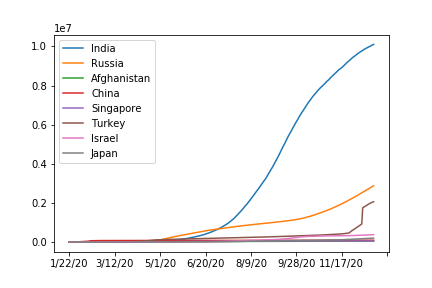 1e7
India
Russia
Afghanistan
China
Singapore
Turkey
Israel
Japan
1.0
0.8
0.6
0.4
0.2
0.0
1/22/20 3/12/20 5/1/20 6/20/20 8/9/20 9/28/20 11/17/20